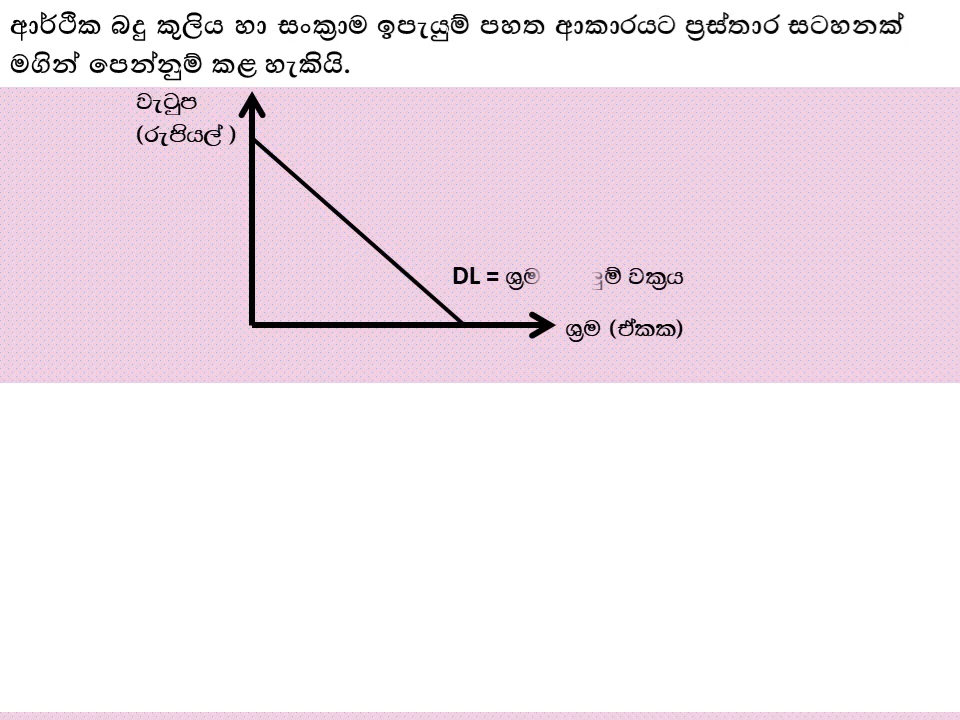 ආර්ථික බදු කුලිය හා සංක්‍රාම ඉපැයුම් පහත ආකාරයට ප්‍රස්තාර සටහනක්
මගින් පෙන්නුම් කළ හැකියි.
වැටුප
(රුපියල් )
DL = ශ්‍රම වක්‍රය
ශ්‍රම (ඒකක)